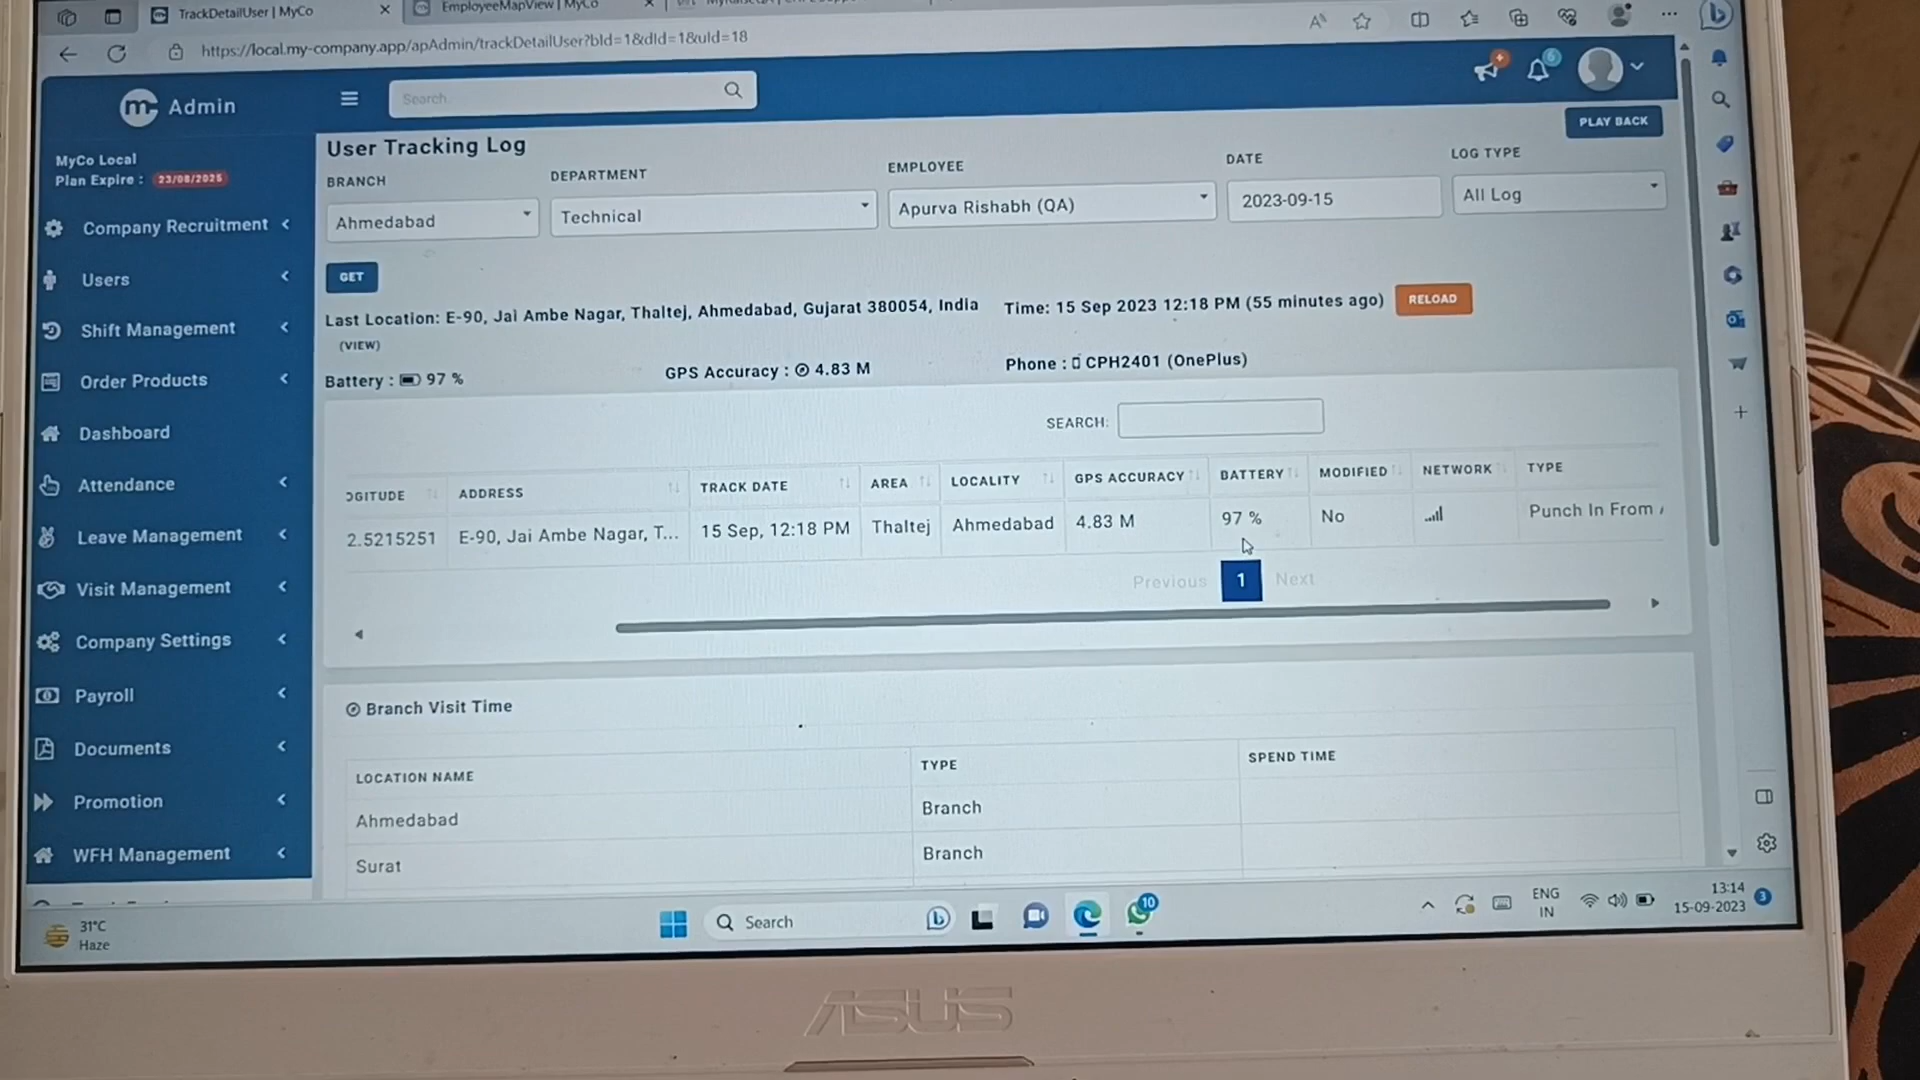 TrackDetailUser | MyCo
EmployeeMapView | MyCo
https://local.my-company.app/apAdmin/trackDetailUser?bId=1&dId=1&uId=18
Admin
Search
MyCo Local
Plan Expire : 23/08/2025
Company Recruitment
Users
Shift Management
Order Products
Dashboard
Attendance
Leave Management
Visit Management
Company Settings
Payroll
Documents
Promotion
WFH Management
6
PLAY BACK
User Tracking Log
BRANCH
DEPARTMENT
EMPLOYEE
DATE
LOG TYPE
Ahmedabad
Technical
Apurva Rishabh (QA)
2023-09-15
All Log
GET
Last Location: E-90, Jai Ambe Nagar, Thaltej, Ahmedabad, Gujarat 380054, India
(VIEW)
Time: 15 Sep 2023 12:18 PM (55 minutes ago)
RELOAD
Battery : 97 %
GPS Accuracy : 4.83 M
Phone : CPH2401 (OnePlus)
SEARCH:
OGITUDE
ADDRESS
TRACK DATE
AREA
LOCALITY
GPS ACCURACY
BATTERY
MODIFIED
NETWORK
TYPE
2.5215251
E-90, Jai Ambe Nagar, T...
15 Sep, 12:18 PM
Thaltej
Ahmedabad
4.83 M
97 %
No
Punch In From
Previous
1
Next
Branch Visit Time
LOCATION NAME
TYPE
SPEND TIME
Ahmedabad
Branch
Surat
Branch
31°C
Haze
Search
10
ENG
IN
13:14
15-09-2023
3
ASUS